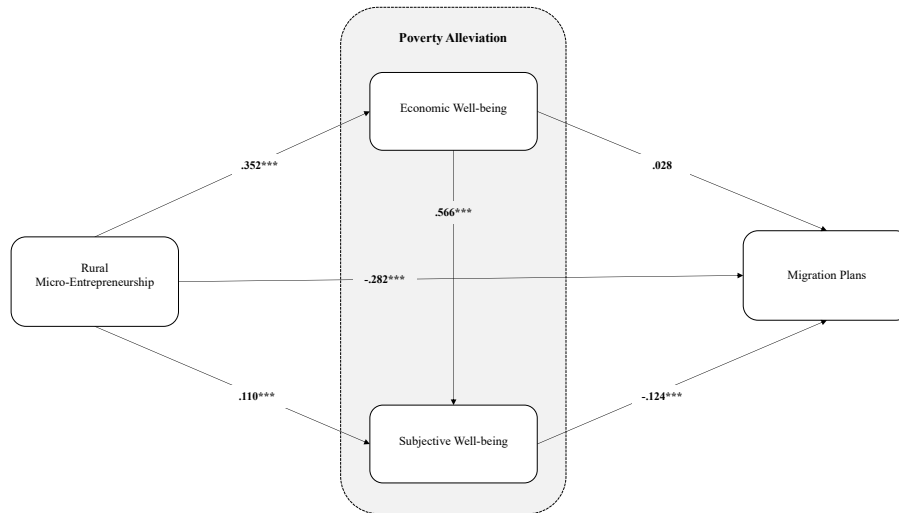 Poverty Alleviation
Economic Well-being
.352***
.028
.566***
Rural
Micro-Entrepreneurship
-.282***
Migration Plans
.110***
-.124***
Subjective Well-being